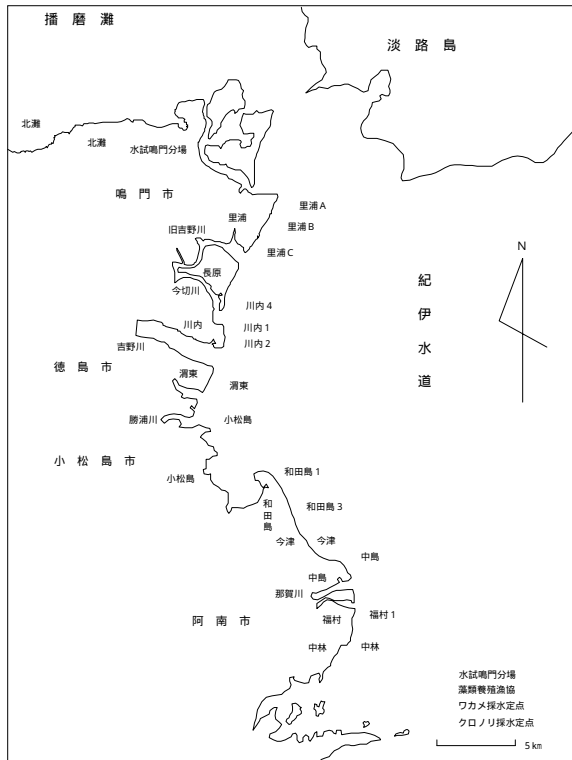 播磨灘
淡路島
北灘
北灘
水試鳴門分場
鳴門市
里浦A
里浦
里浦B
旧吉野川
里浦C
長原
紀伊水道
N
今切川
川内4
川内
川内1
川内2
吉野川
徳島市
渭東
渭東
勝浦川
小松島
小松島市
小松島
和田島1
和田島
和田島3
今津
今津
中島
中島
那賀川
阿南市
福村
福村1
中林
中林
水試鳴門分場
藻類養殖漁協
ワカメ採水定点
クロノリ採水定点
5㎞